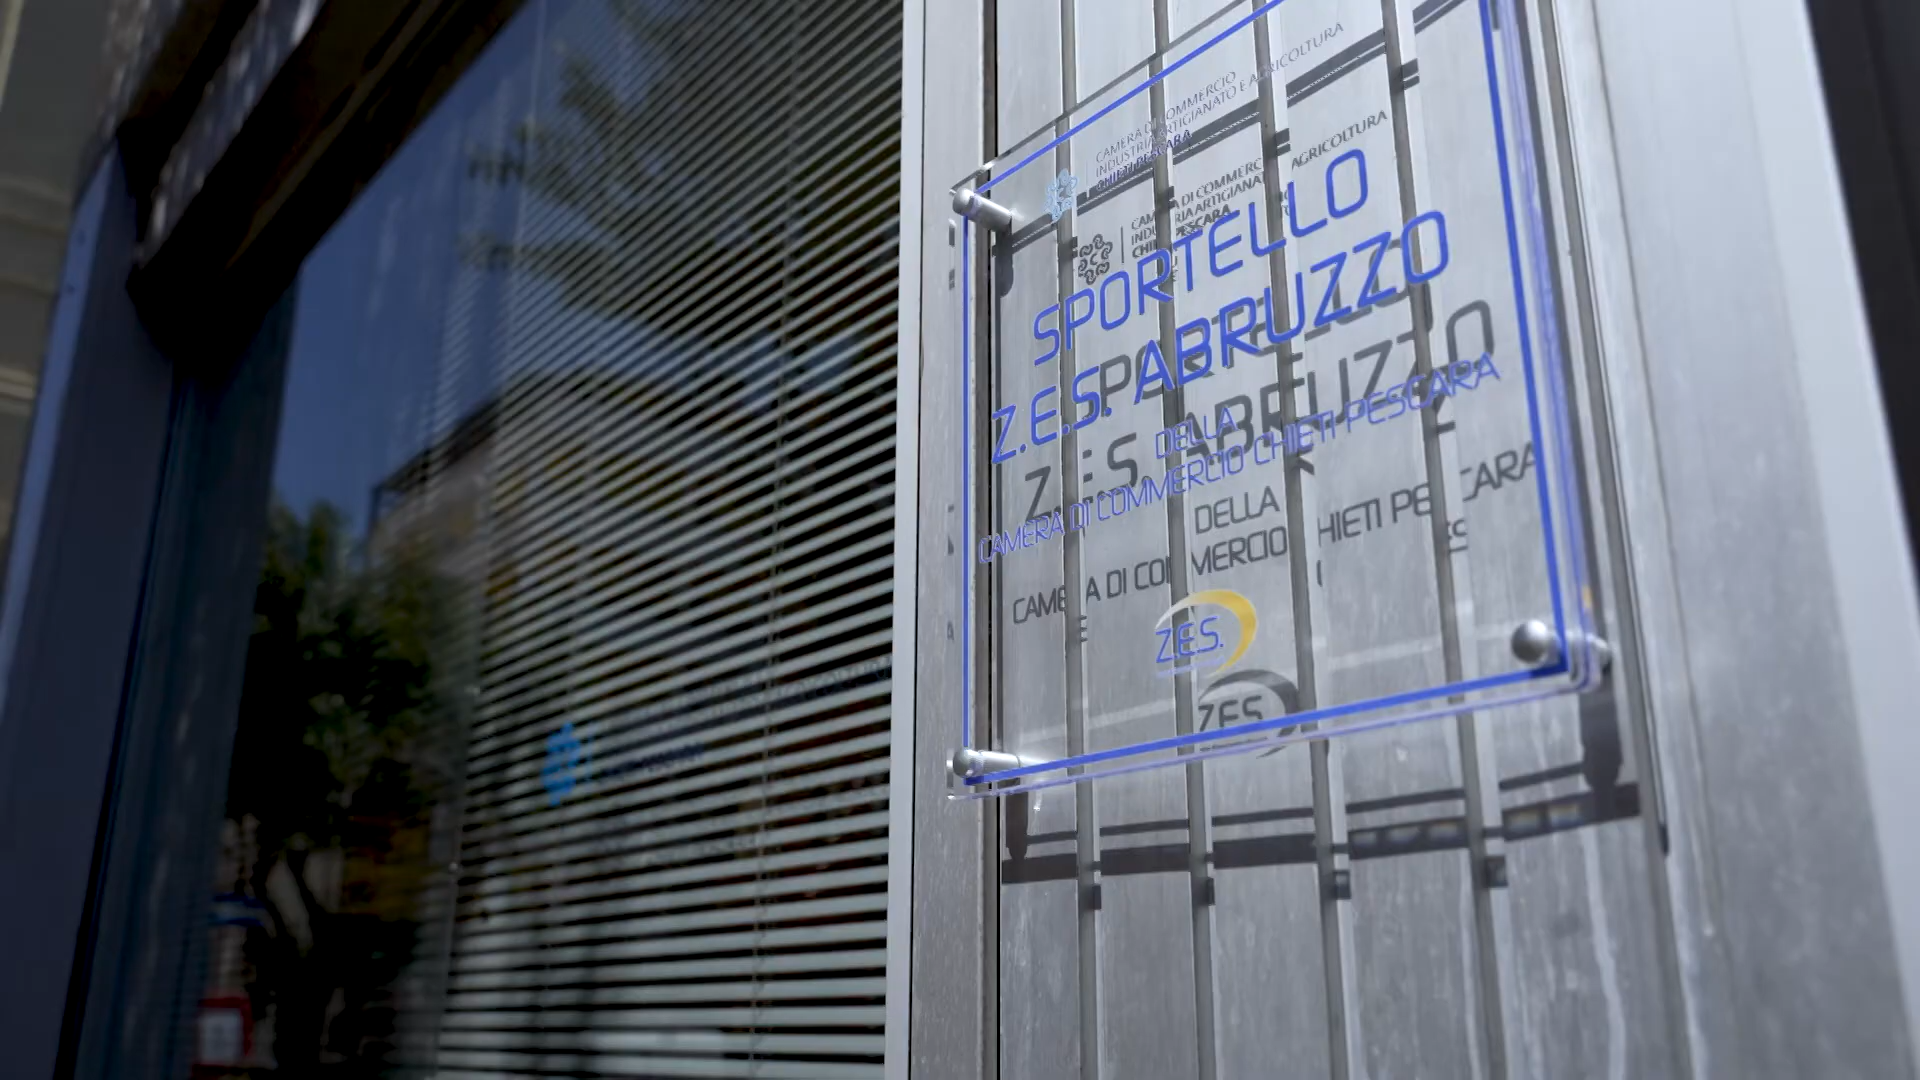 CAMERA DI COMMERCIO
INDUSTRIA ARTIGIANATO E AGRICOLTURA
CHIETI PESCARA
SPORTELLO
Z.E.S. ABRUZZO
DELLA
CAMERA DI COMMERCIO CHIETI PESCARA
Z.E.S.